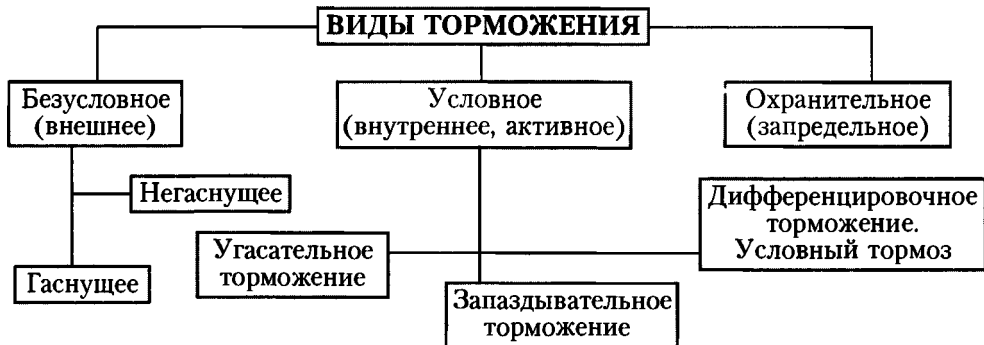 ВИДЫ ТОРМОЖЕНИЯ
Безусловное
(внешнее)
Условное
(внутреннее, активное)
Охранительное
(запредельное)
Негаснущее
Гаснущее
Угасательное
торможение
Запаздывательное
торможение
Дифференцировочное
торможение.
Условный тормоз